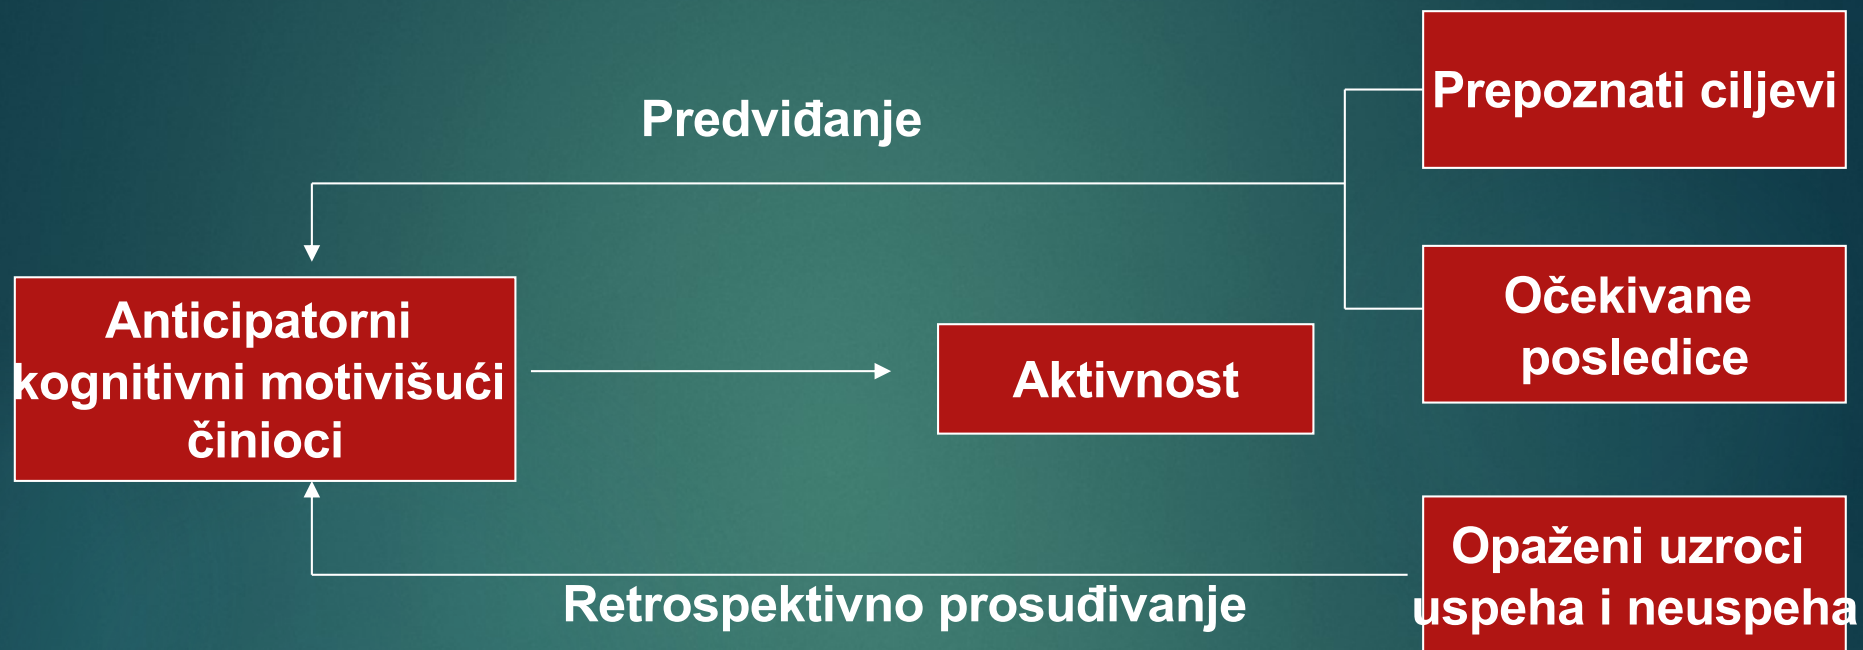 Prepoznati ciljevi
Predviđanje
Očekivane
posledice
Anticipatorni
kognitivni motivišući
činioci
Aktivnost
Opaženi uzroci
uspeha i neuspeha
Retrospektivno prosuđivanje